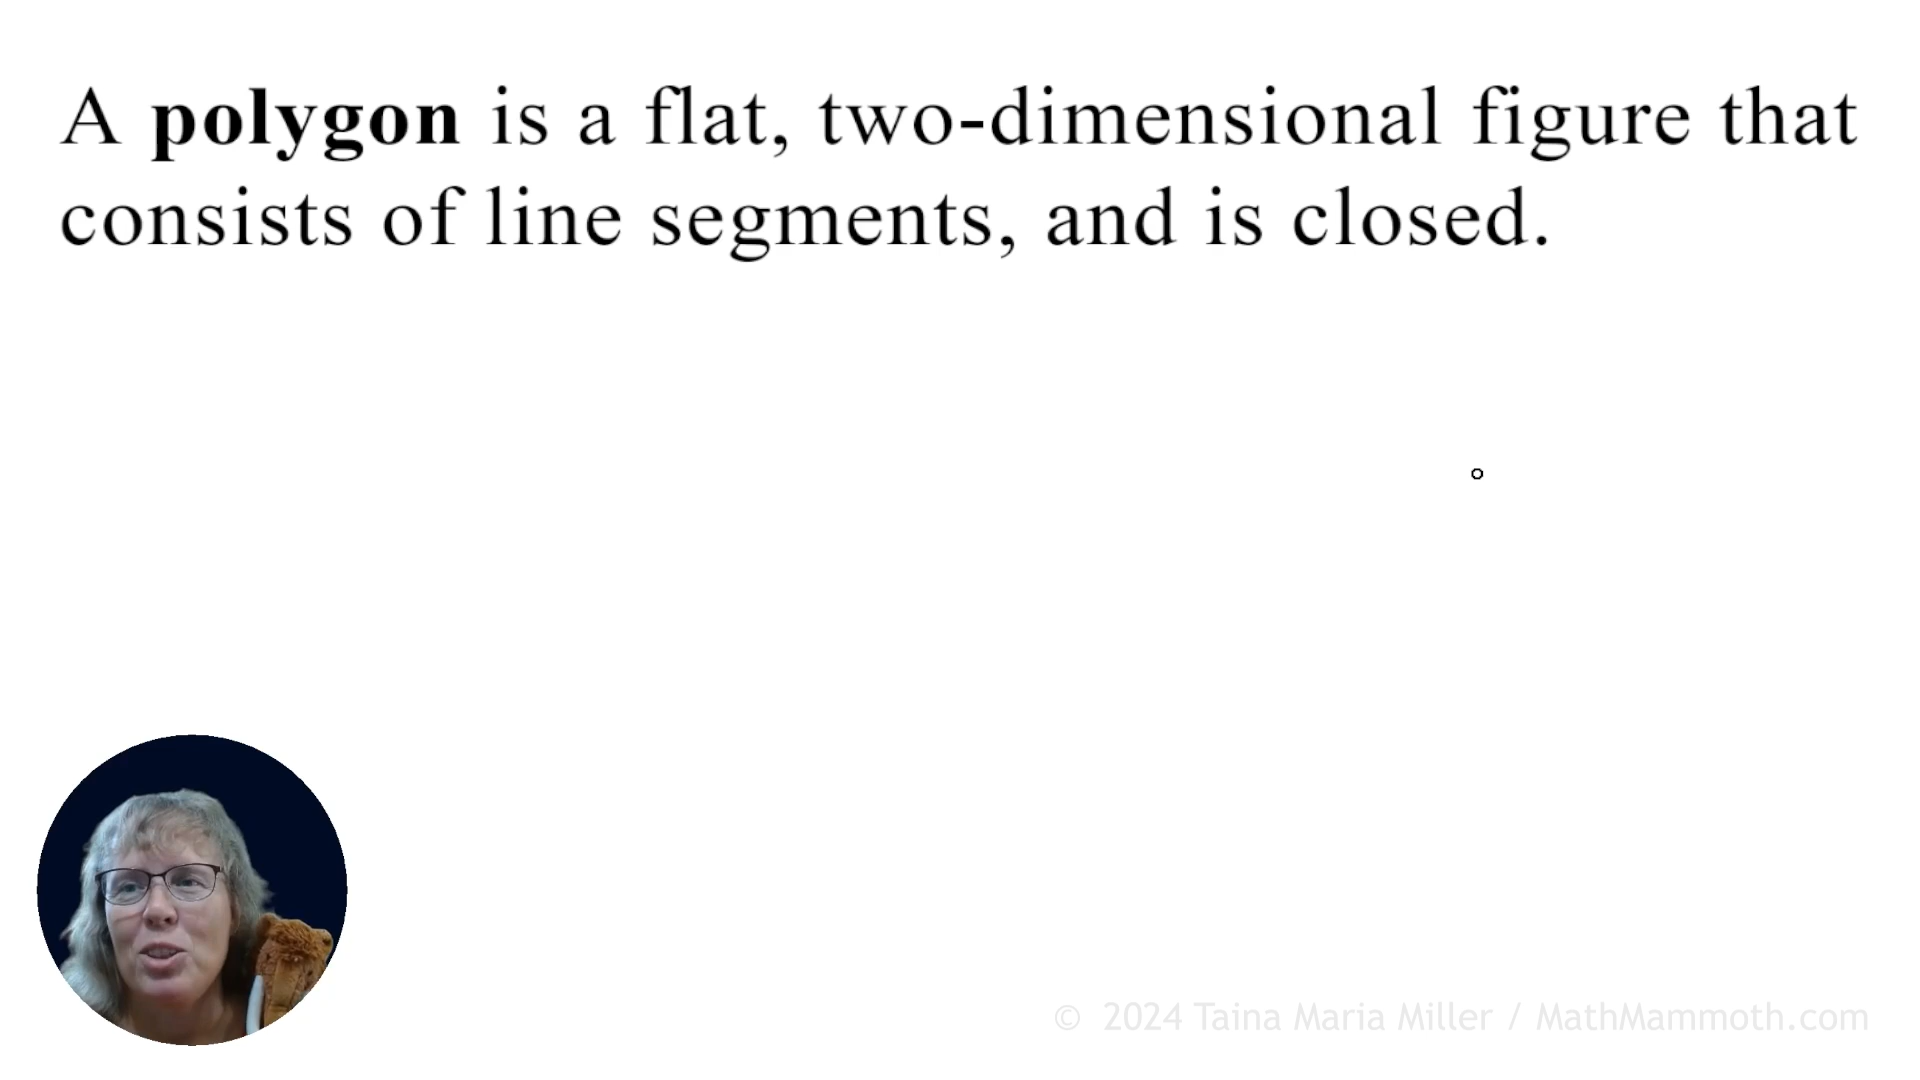 A polygon is a flat, two-dimensional figure that
consists of line segments, and is closed.
© 2024 Taina Maria Miller / MathMammoth.com